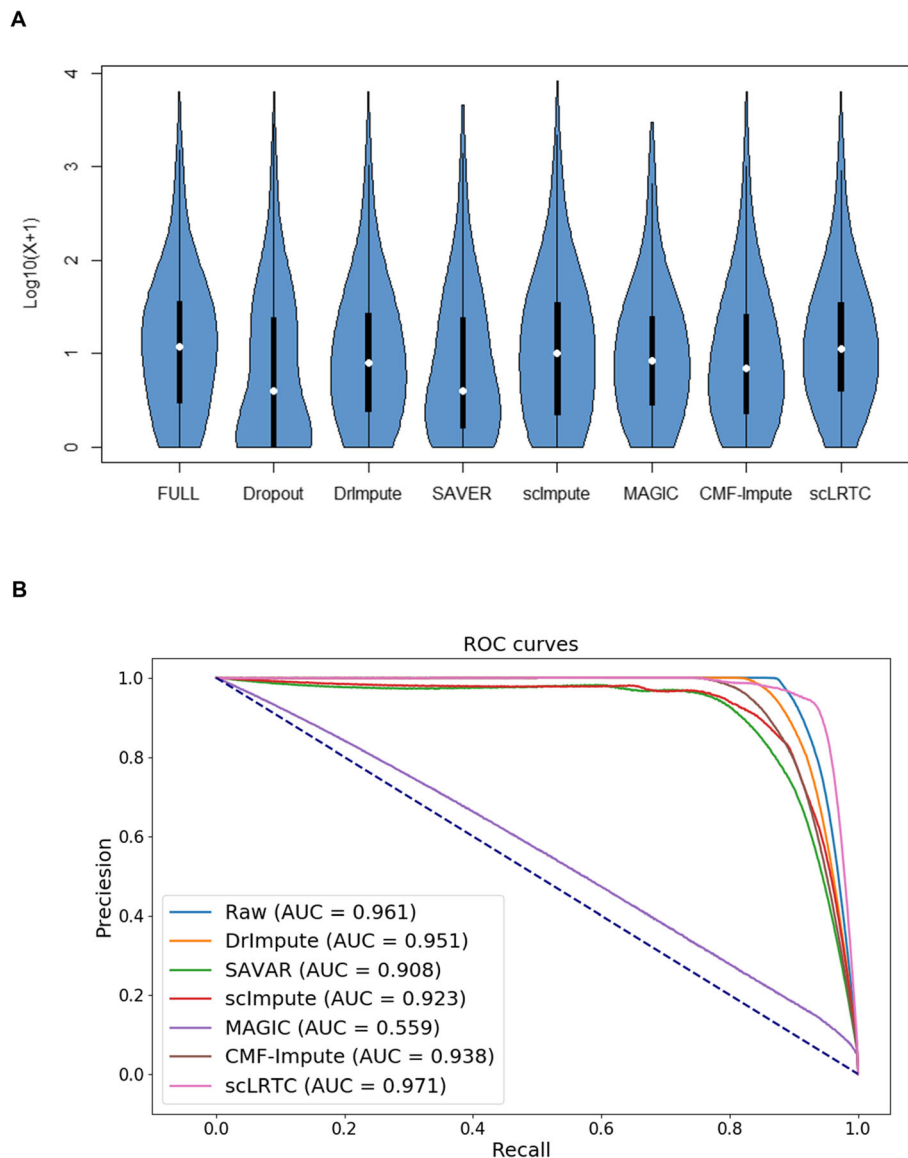 A
4
3
2
1
0
Log10(X+1)
FULL Dropout DrImpute SAVER scImpute MAGIC CMF-Impute scLRTC
B
ROC curves
1.0
0.8
0.6
0.4
0.2
0.0
Preciesion
Raw (AUC = 0.961)
DrImpute (AUC = 0.951)
SAVAR (AUC = 0.908)
scImpute (AUC = 0.923)
MAGIC (AUC = 0.559)
CMF-Impute (AUC = 0.938)
scLRTC (AUC = 0.971)
0.0 0.2 0.4 0.6 0.8 1.0
Recall